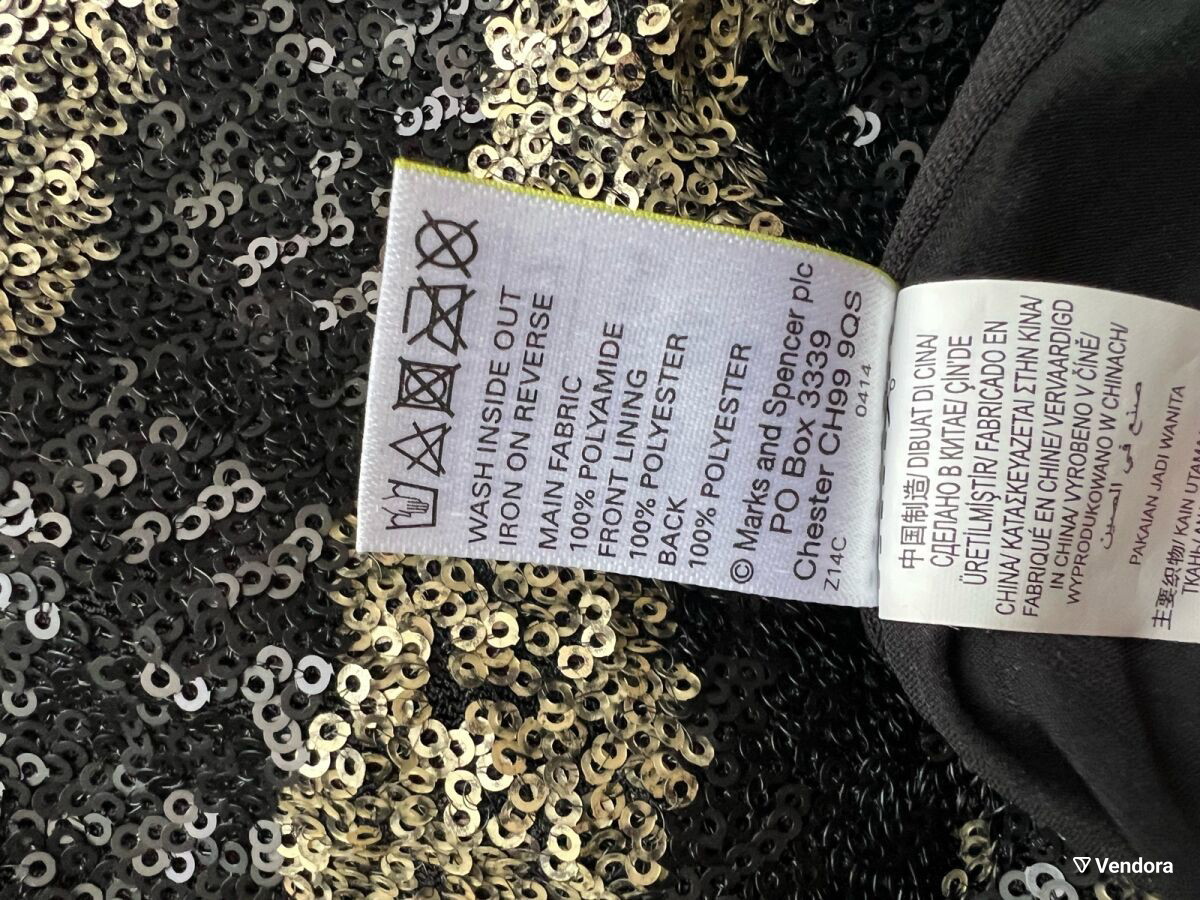 WASH INSIDE OUT
IRON ON REVERSE
MAIN FABRIC
100% POLYAMIDE
FRONT LINING
100% POLYESTER
BACK
100% POLYESTER
© Marks and Spencer plc
PO Box 3339
Chester CH99 9QS
Z14C 0414
中国制造/ DIBUAT DI CINA/
СДЕЛАНО В КИТАЕ/ ÇİNDE
ÜRETİLMİŞTİR/ FABRICADO EN
CHINA/ ΚΑΤΑΣΚΕΥΑΖΕΤΑΙ ΣΤΗΝ ΚΙΝΑ/
FABRIQUÉ EN CHINE/ VERVAARDIGD
IN CHINA/ VYROBENO V ČÍNĚ/
WYPRODUKOWANO W CHINACH/
صنع في الصين
PAKAIAN JADI WANITA
主要织物/ KAIN UTAMA/
Vendora